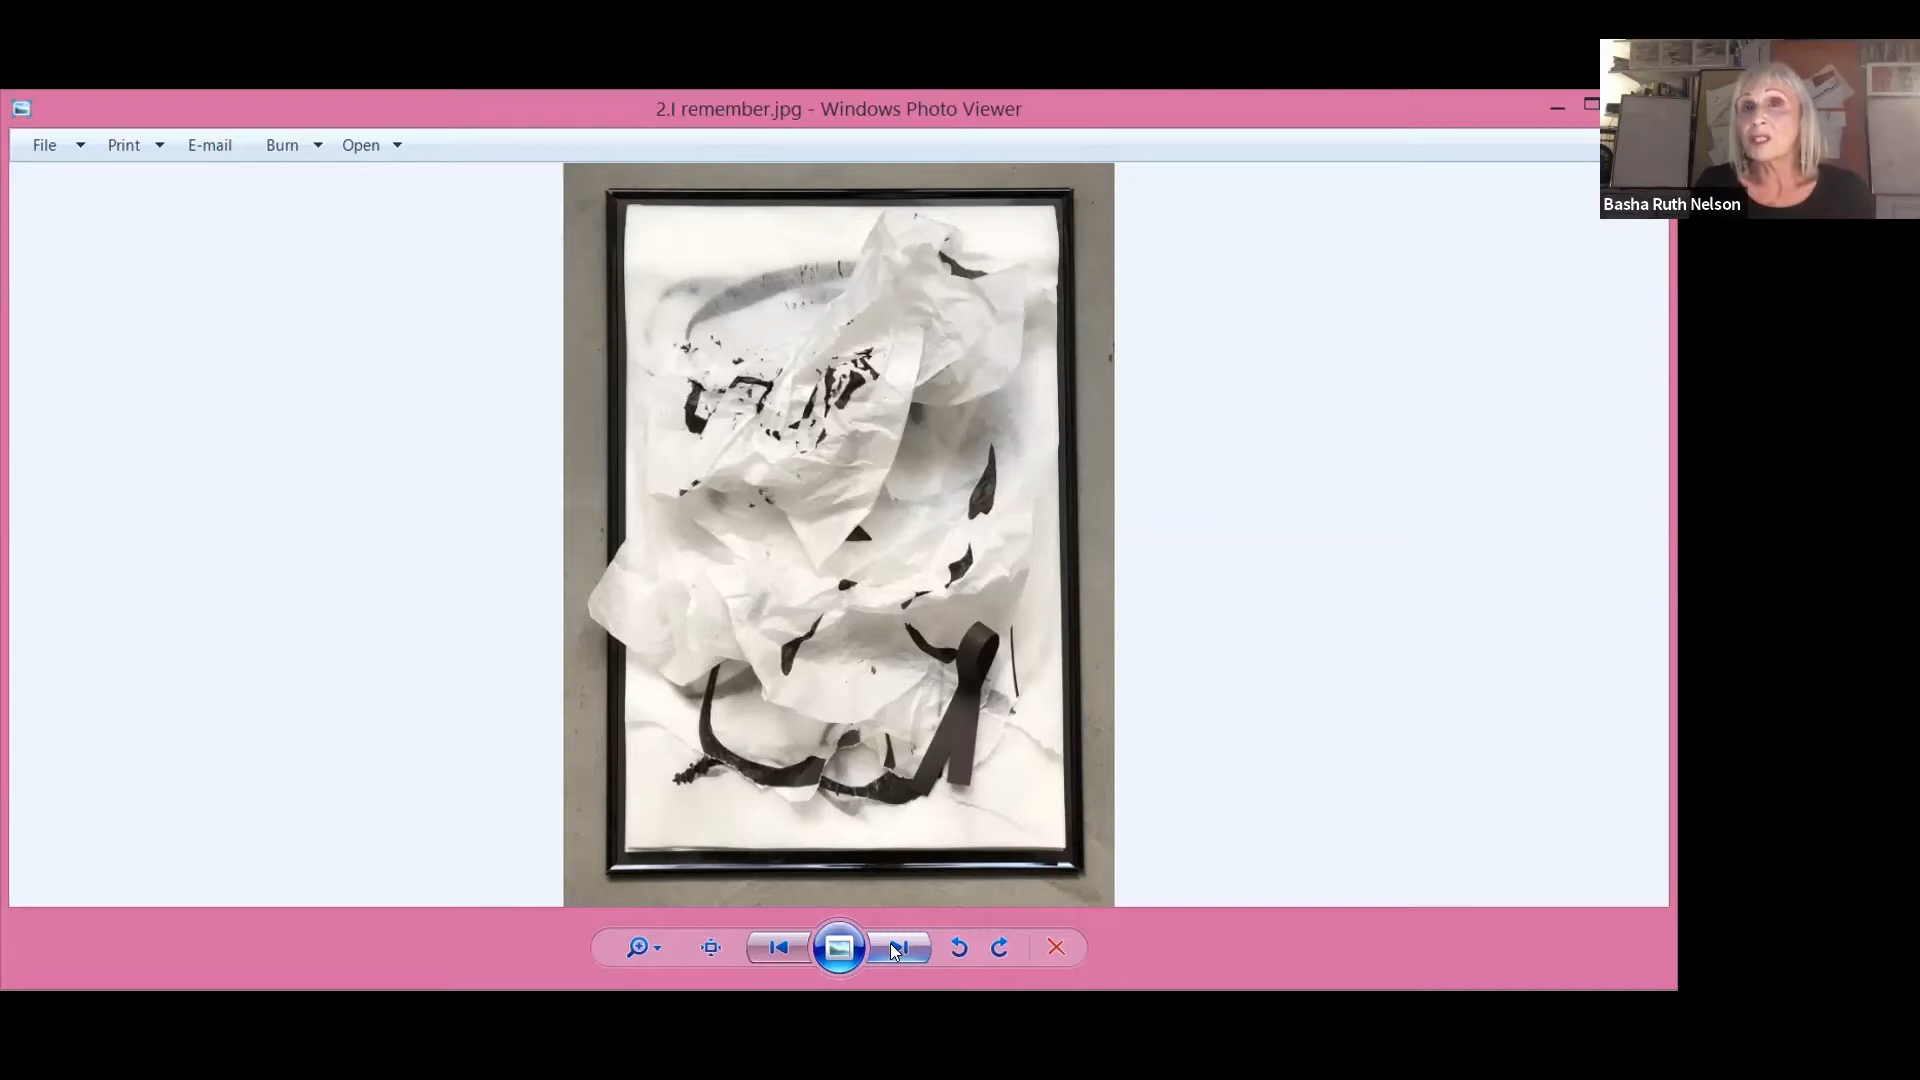 2.I remember.jpg - Windows Photo Viewer
File Print E-mail Burn Open
Basha Ruth Nelson